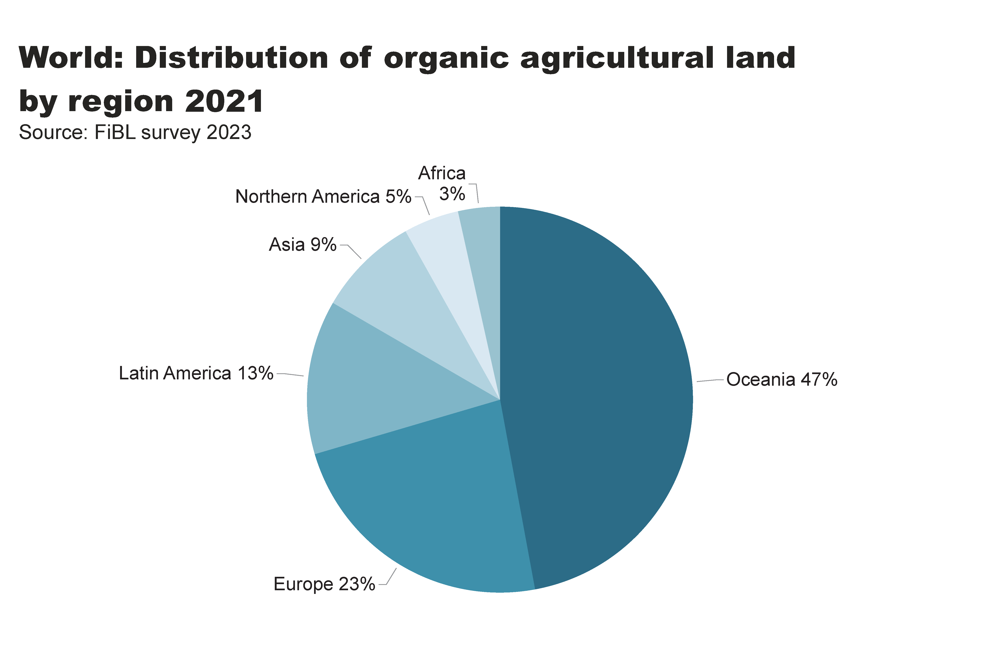 World: Distribution of organic agricultural land
by region 2021
Source: FiBL survey 2023
Africa
3%
Northern America 5%
Asia 9%
Latin America 13%
Oceania 47%
Europe 23%